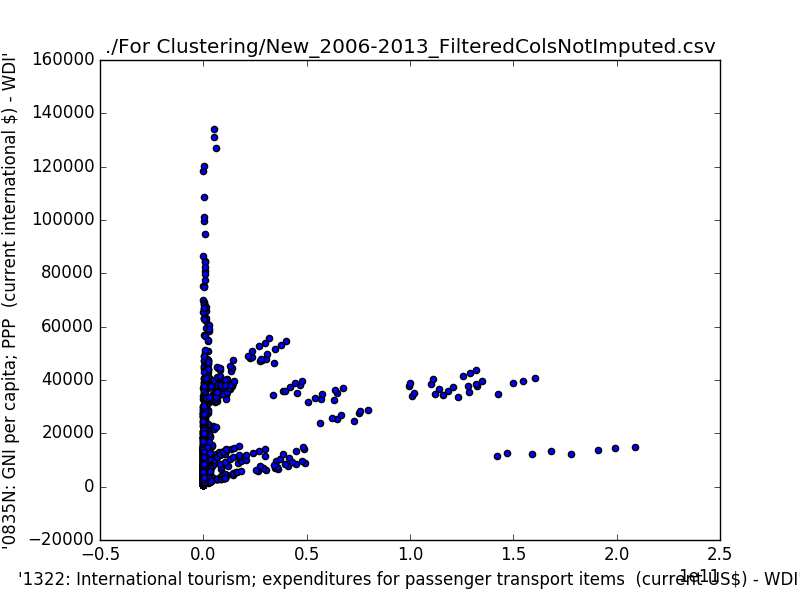 ./For Clustering/New_2006-2013_FilteredColsNotImputed.csv
'0835N: GNI per capita; PPP  (current international $) - WDI'
160000
140000
120000
100000
80000
60000
40000
20000
0
−20000
−0.5 0.0 0.5 1.0 1.5 2.0 2.5
1e11
'1322: International tourism; expenditures for passenger transport items  (current US$) - WDI'